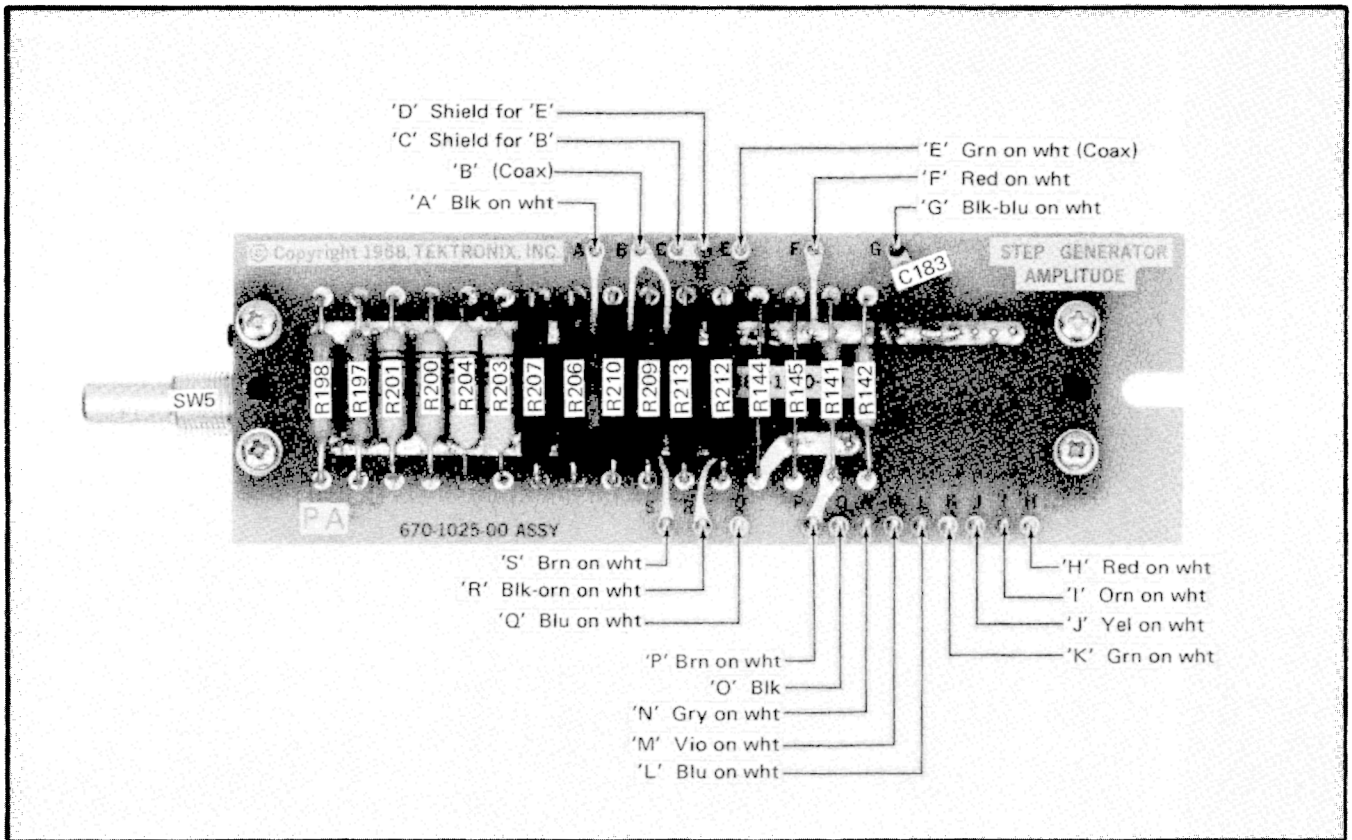 'D' Shield for 'E'
'C' Shield for 'B'
'B' (Coax)
'A' Blk on wht
'E' Grn on wht (Coax)
'F' Red on wht
'G' Blk-blu on wht
© Copyright 1968, TEKTRONIX, INC.
A B C D E F G
C183
STEP GENERATOR
AMPLITUDE
SW5
R198
R197
R201
R200
R204
R203
R207
R206
R210
R209
R213
R212
R144
R145
R141
R142
S R Q P O N M L K J I H
PA
670-1025-00 ASSY
'S' Brn on wht
'R' Blk-orn on wht
'Q' Blu on wht
'P' Brn on wht
'O' Blk
'N' Gry on wht
'M' Vio on wht
'L' Blu on wht
'H' Red on wht
'I' Orn on wht
'J' Yel on wht
'K' Grn on wht